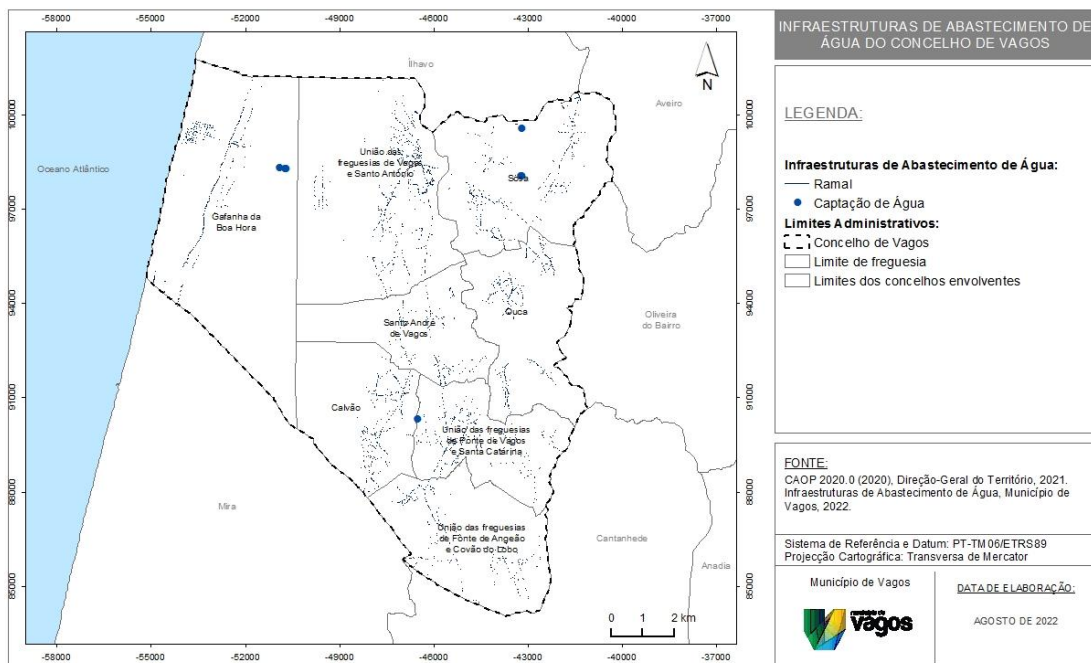 -58000 -55000 -52000 -49000 -46000 -43000 -40000 -37000
100000 97000 94000 91000 88000 85000
Ílhavo
N
Aveiro
Oceano Atlântico
União das
freguesias de Vagos
e Santo António
Sosa
Gafanha da
Boa Hora
Ouca
Oliveira
do Bairro
Santo André
de Vagos
Calvão
União das freguesias
de Ponte de Vagos
e Santa Catarina
Mira
União das freguesias
de Fonte de Angeão
e Covão do Lobo
Cantanhede
Anadia
0 1 2 km
100000 97000 94000 91000 88000 85000
-58000 -55000 -52000 -49000 -46000 -43000 -40000 -37000
INFRAESTRUTURAS DE ABASTECIMENTO DE
ÁGUA DO CONCELHO DE VAGOS
LEGENDA:
Infraestruturas de Abastecimento de Água:
Ramal
Captação de Água
Limites Administrativos:
Concelho de Vagos
Limite de freguesia
Limites dos concelhos envolventes
FONTE:
CAOP 2020.0 (2020), Direção-Geral do Território, 2021.
Infraestruturas de Abastecimento de Água, Município de
Vagos, 2022.
Sistema de Referência e Datum: PT-TM06/ETRS89
Projecção Cartográfica: Transversa de Mercator
Município de Vagos
município de
vagos
DATA DE ELABORAÇÃO:
AGOSTO DE 2022